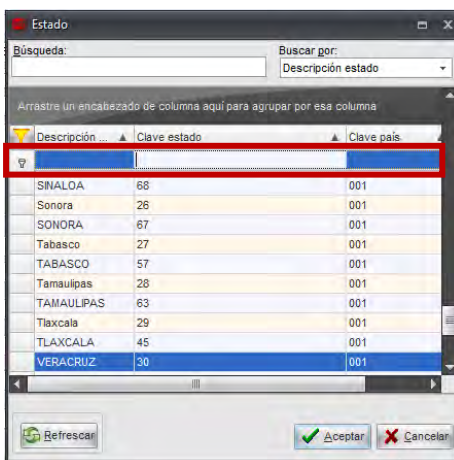 Estado
Búsqueda: Buscar por:
Descripción estado
Arrastre un encabezado de columna aquí para agrupar por esa columna
Descripción ... Clave estado Clave país
SINALOA 68 001
Sonora 26 001
SONORA 67 001
Tabasco 27 001
TABASCO 57 001
Tamaulipas 28 001
TAMAULIPAS 63 001
Tlaxcala 29 001
TLAXCALA 45 001
VERACRUZ 30 001
Refrescar Aceptar Cancelar